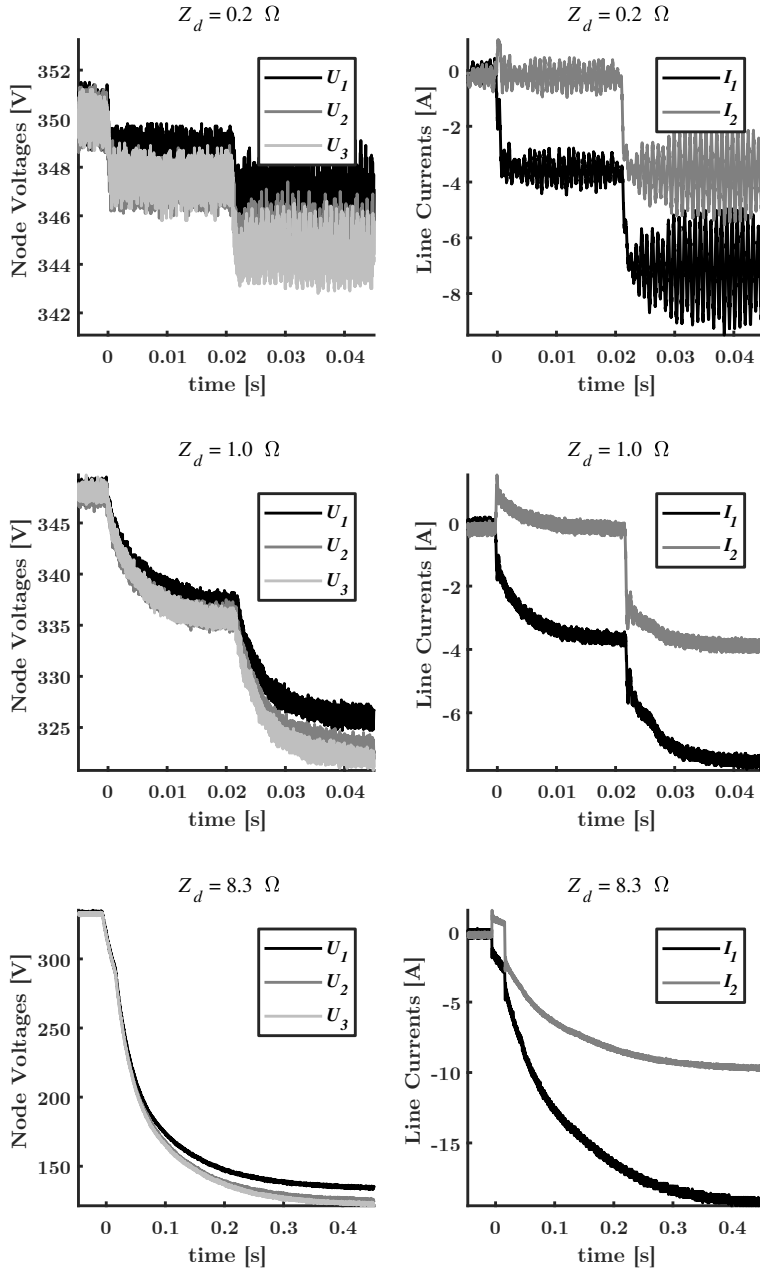 Z_d = 0.2 Ω
Node Voltages [V]
352
350
348
346
344
342
U_1
U_2
U_3
0 0.01 0.02 0.03 0.04
time [s]
Z_d = 0.2 Ω
Line Currents [A]
0
-2
-4
-6
-8
I_1
I_2
0 0.01 0.02 0.03 0.04
time [s]
Z_d = 1.0 Ω
Node Voltages [V]
345
340
335
330
325
U_1
U_2
U_3
0 0.01 0.02 0.03 0.04
time [s]
Z_d = 1.0 Ω
Line Currents [A]
0
-2
-4
-6
I_1
I_2
0 0.01 0.02 0.03 0.04
time [s]
Z_d = 8.3 Ω
Node Voltages [V]
300
250
200
150
U_1
U_2
U_3
0 0.1 0.2 0.3 0.4
time [s]
Z_d = 8.3 Ω
Line Currents [A]
0
-5
-10
-15
I_1
I_2
0 0.1 0.2 0.3 0.4
time [s]